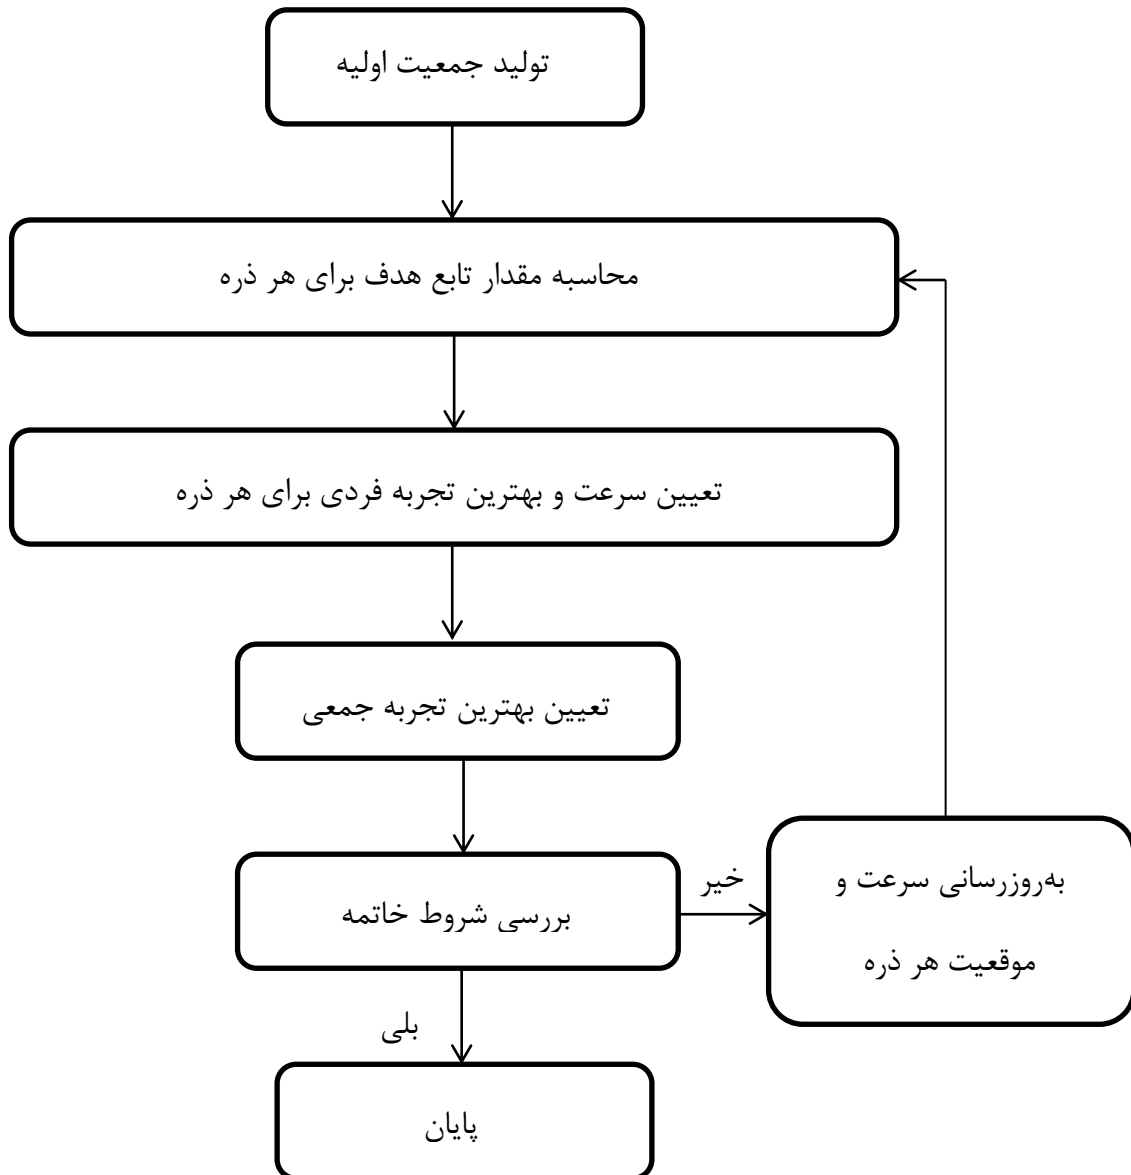 تولید جمعیت اولیه
محاسبه مقدار تابع هدف برای هر ذره
تعیین سرعت و بهترین تجربه فردی برای هر ذره
تعیین بهترین تجربه جمعی
بررسی شروط خاتمه
خیر
به‌روزرسانی سرعت و
موقعیت هر ذره
بلی
پایان